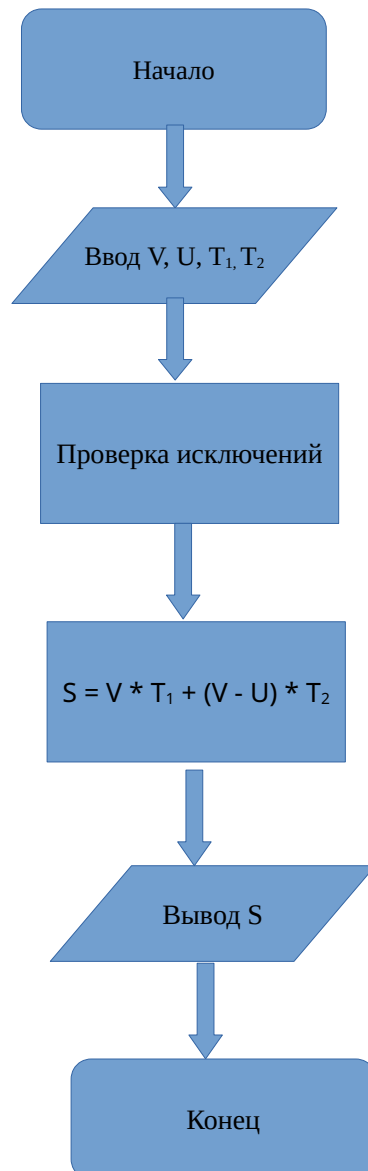 Начало
Ввод V, U, T₁, T₂
Проверка исключений
S = V * T₁ + (V - U) * T₂
Вывод S
Конец